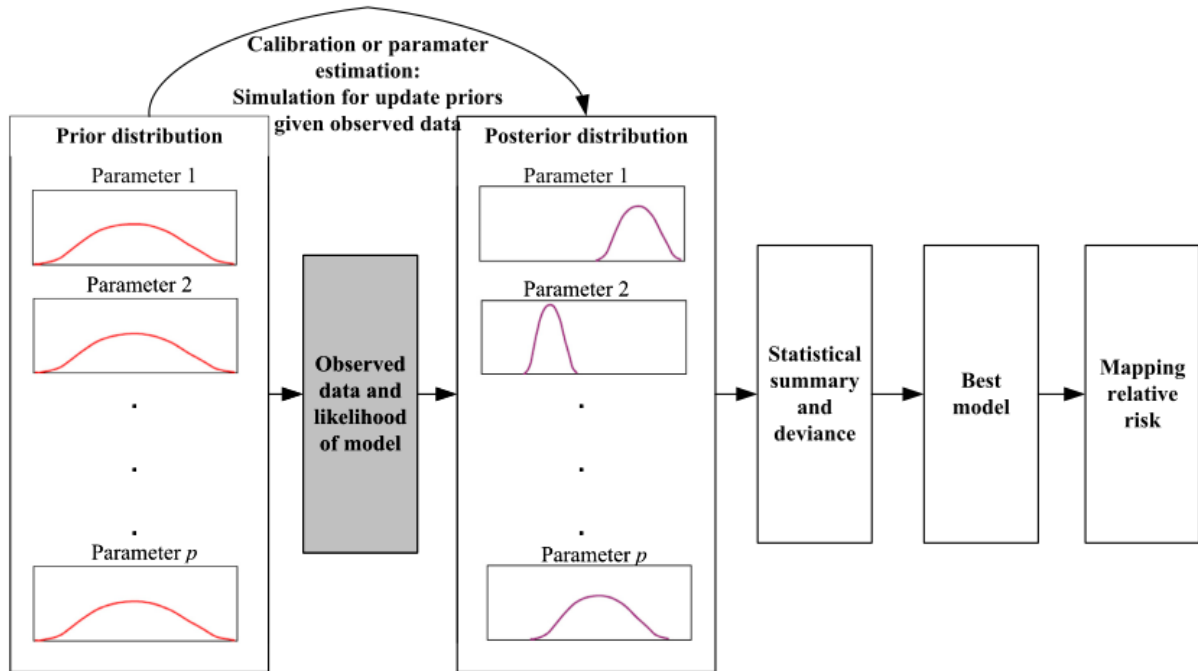 Calibration or paramater
estimation:
Simulation for update priors
given observed data
Prior distribution
Parameter 1
Parameter 2
.
.
.
Parameter p
Observed
data and
likelihood
of model
Posterior distribution
Parameter 1
Parameter 2
.
.
.
Parameter p
Statistical
summary
and
deviance
Best
model
Mapping
relative
risk